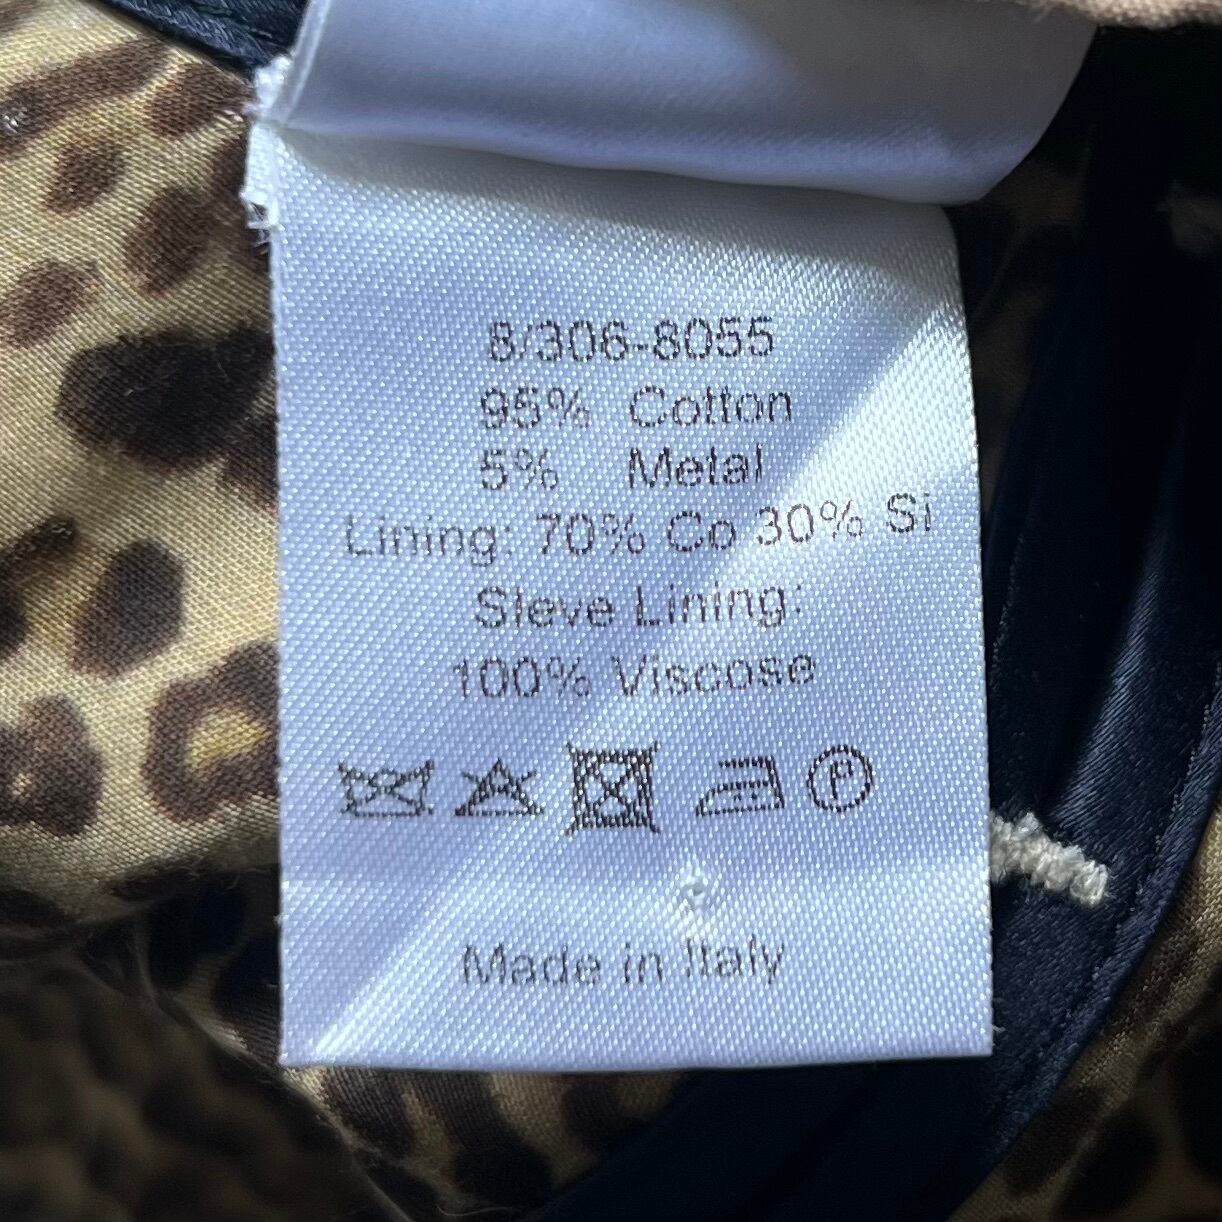 8/306-8055
95% Cotton
5% Metal
Lining: 70% Co 30% Si
Sleve Lining:
100% Viscose
P
Made in Italy